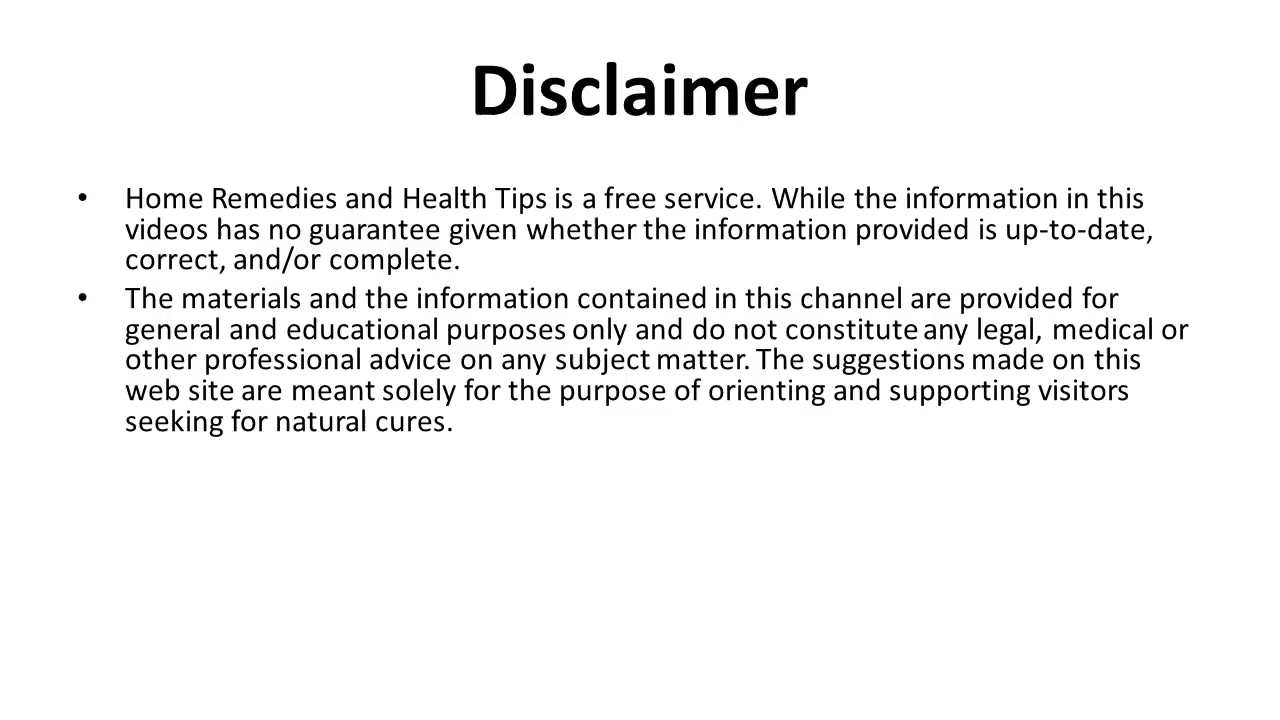 Disclaimer
• Home Remedies and Health Tips is a free service. While the information in this
videos has no guarantee given whether the information provided is up-to-date,
correct, and/or complete.
• The materials and the information contained in this channel are provided for
general and educational purposes only and do not constitute any legal, medical or
other professional advice on any subject matter. The suggestions made on this
web site are meant solely for the purpose of orienting and supporting visitors
seeking for natural cures.